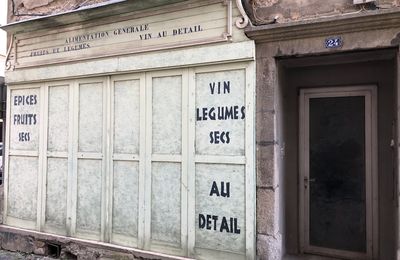 ALIMENTATION GENERALE
VIN AU DETAIL
FRUITS ET LEGUMES
EPICES
FRUITS
SECS
VIN
LEGUMES
SECS
AU
DETAIL
24